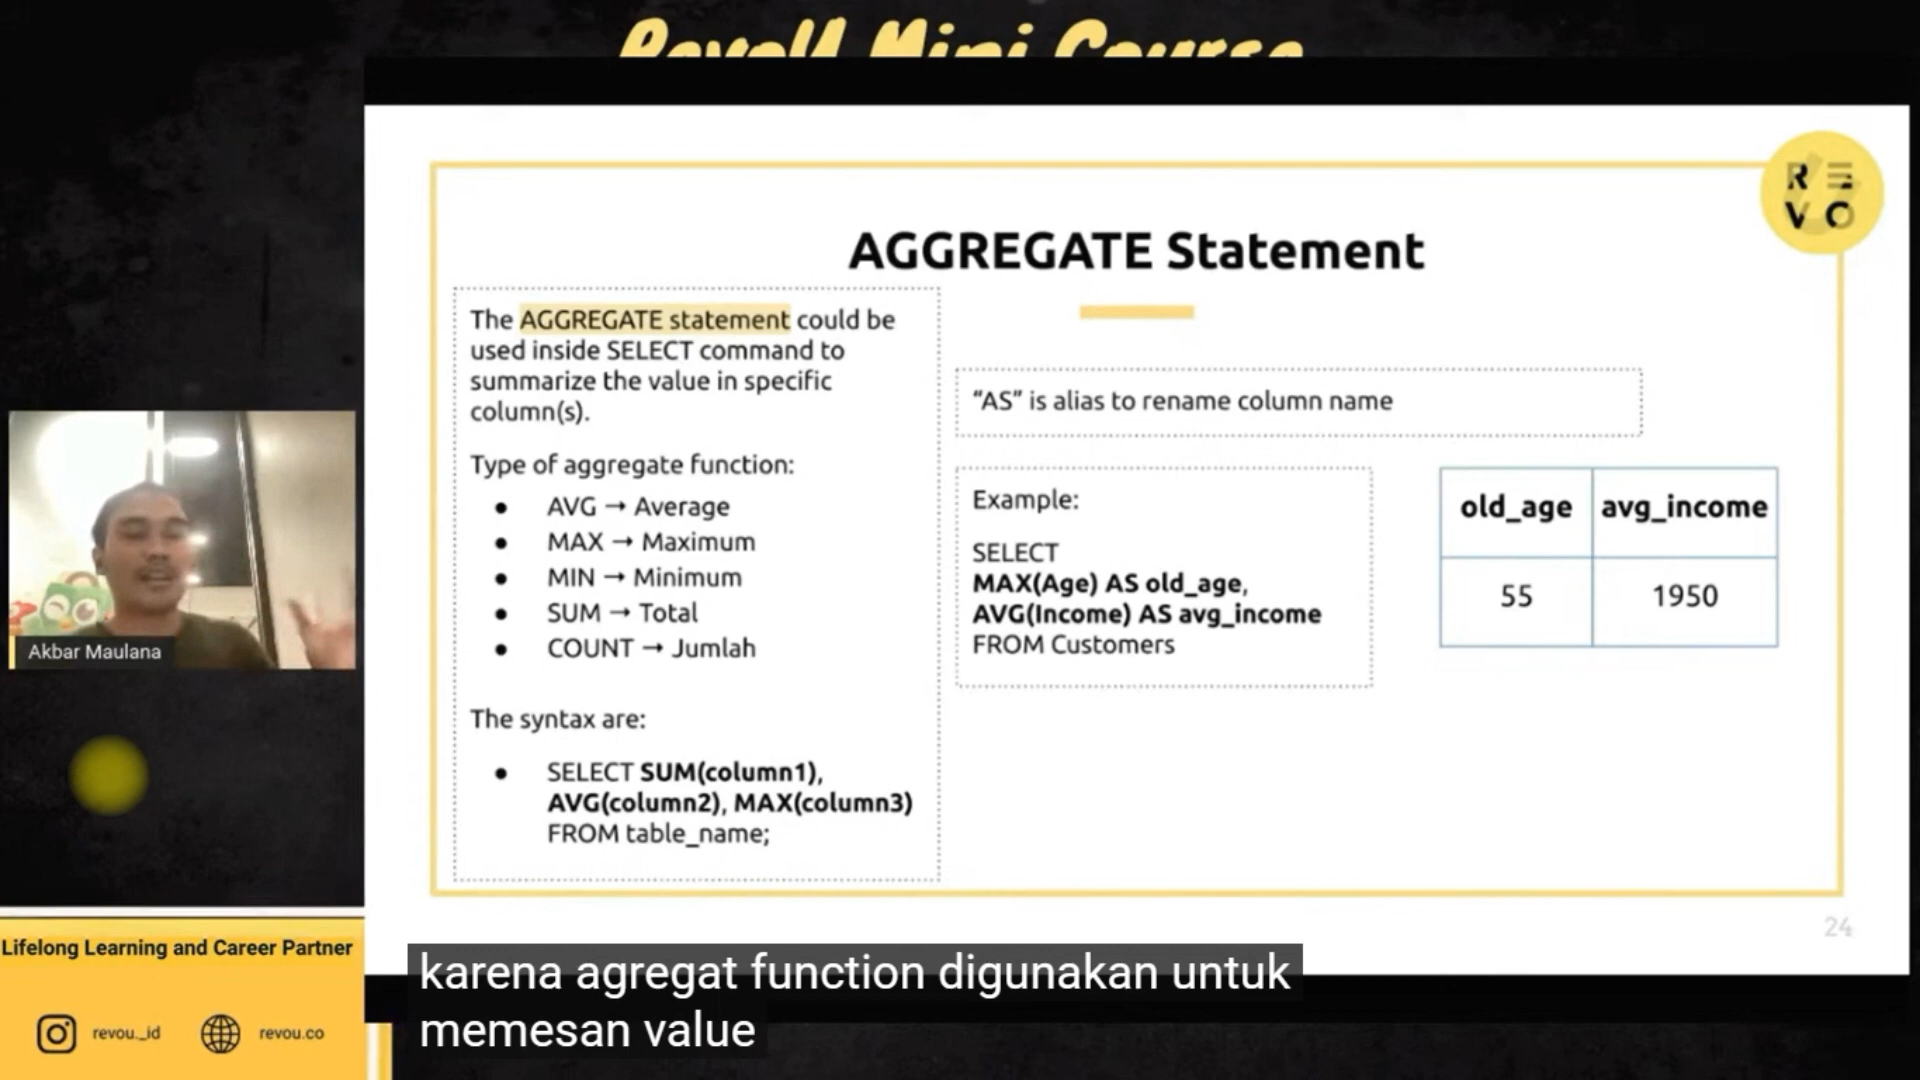 RevoU Mini Course
R E
V O
AGGREGATE Statement
The AGGREGATE statement could be
used inside SELECT command to
summarize the value in specific
column(s).
Type of aggregate function:
● AVG → Average
● MAX → Maximum
● MIN → Minimum
● SUM → Total
● COUNT → Jumlah
The syntax are:
● SELECT SUM(column1),
AVG(column2), MAX(column3)
FROM table_name;
“AS” is alias to rename column name
Example:
SELECT
MAX(Age) AS old_age,
AVG(Income) AS avg_income
FROM Customers
old_age avg_income
55 1950
24
Akbar Maulana
Lifelong Learning and Career Partner
revou_id revou.co
karena agregat function digunakan untuk
memesan value